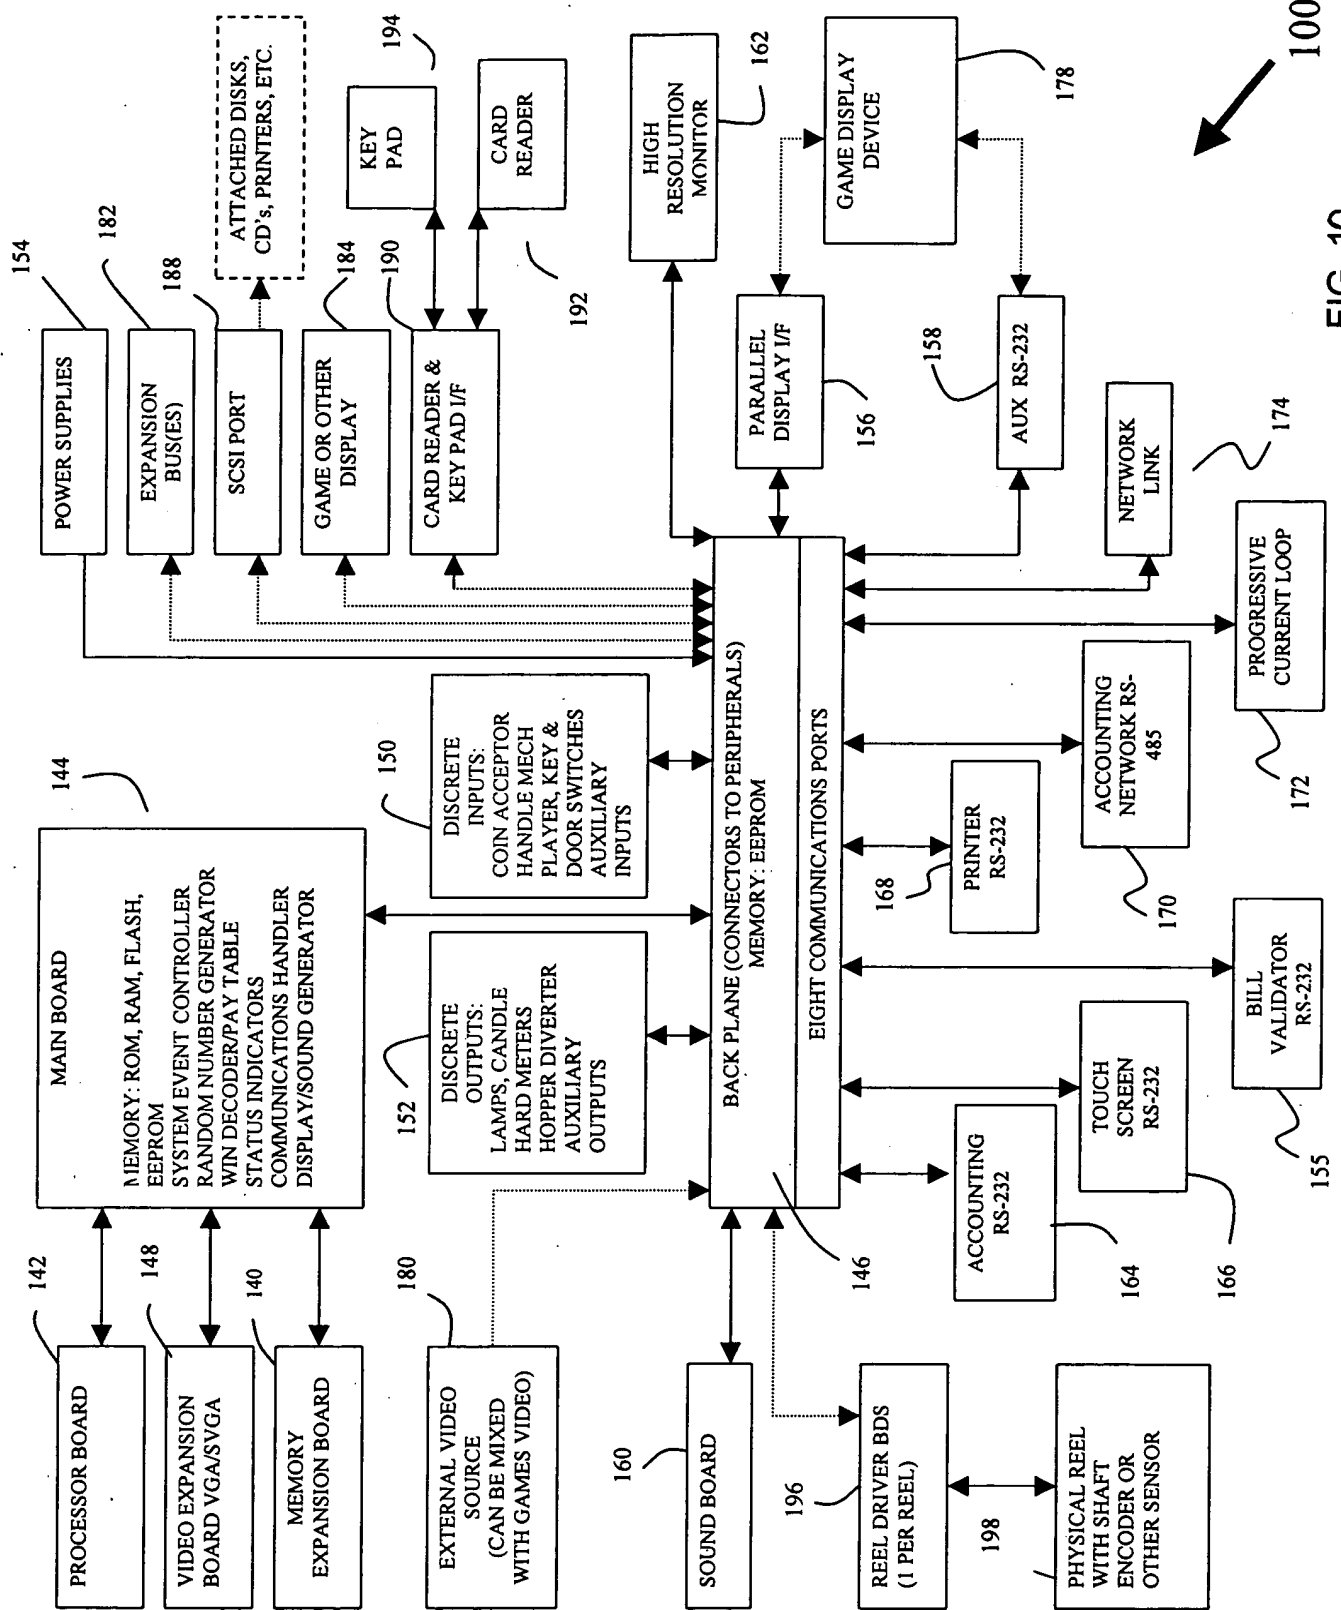 142
PROCESSOR BOARD
148
VIDEO EXPANSION
BOARD VGA/SVGA
140
MEMORY
EXPANSION BOARD
144
MAIN BOARD
MEMORY: ROM, RAM, FLASH,
EEPROM
SYSTEM EVENT CONTROLLER
RANDOM NUMBER GENERATOR
WIN DECODER/PAY TABLE
STATUS INDICATORS
COMMUNICATIONS HANDLER
DISPLAY/SOUND GENERATOR
154
POWER SUPPLIES
182
EXPANSION
BUS(ES)
188
SCSI PORT
ATTACHED DISKS,
CD's, PRINTERS, ETC.
184
GAME OR OTHER
DISPLAY
190
CARD READER &
KEY PAD I/F
KEY
PAD
194
CARD
READER
192
180
EXTERNAL VIDEO
SOURCE
(CAN BE MIXED
WITH GAMES VIDEO)
152
DISCRETE
OUTPUTS:
LAMPS, CANDLE
HARD METERS
HOPPER DIVERTER
AUXILIARY
OUTPUTS
150
DISCRETE
INPUTS:
COIN ACCEPTOR
HANDLE MECH
PLAYER, KEY &
DOOR SWITCHES
AUXILIARY
INPUTS
160
SOUND BOARD
BACK PLANE (CONNECTORS TO PERIPHERALS)
MEMORY: EEPROM
EIGHT COMMUNICATIONS PORTS
146
HIGH
RESOLUTION
MONITOR
162
PARALLEL
DISPLAY I/F
156
GAME DISPLAY
DEVICE
178
158
AUX RS-232
196
REEL DRIVER BDS
(1 PER REEL)
198
PHYSICAL REEL
WITH SHAFT
ENCODER OR
OTHER SENSOR
ACCOUNTING
RS-232
164
TOUCH
SCREEN
RS-232
166
BILL
VALIDATOR
RS-232
155
168
PRINTER
RS-232
ACCOUNTING
NETWORK RS-
485
170
PROGRESSIVE
CURRENT LOOP
172
NETWORK
LINK
174
100
FIG. 10